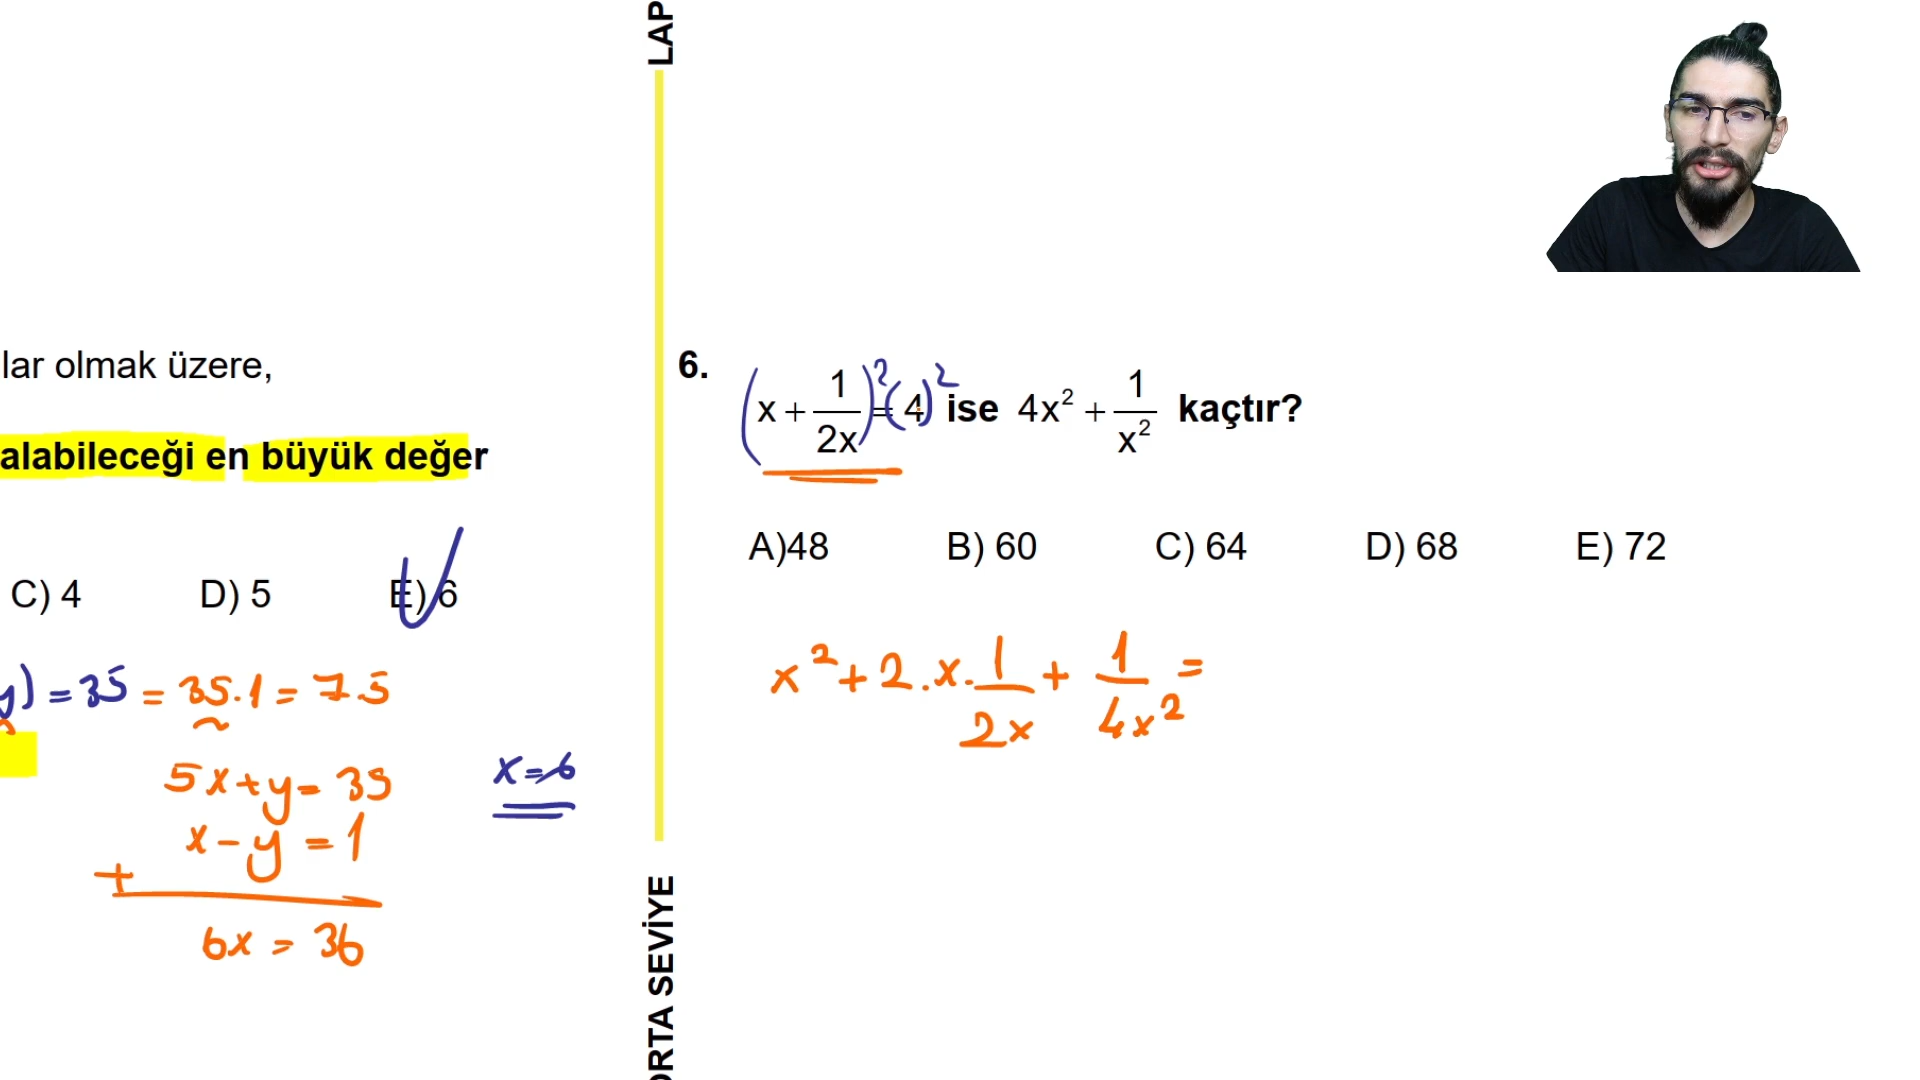 lar olmak üzere,
alabileceği en büyük değer
C) 4 D) 5 E) 6
y) = 35 = 35.1 = 7.5
5x + y = 35
x - y = 1
+
6x = 36
x = 6
LAP
ORTA SEVİYE
6. (x + 1/2x)² = (4)² ise 4x² + 1/x² kaçtır?
A)48 B) 60 C) 64 D) 68 E) 72
x² + 2.x.1/2x + 1/4x² =